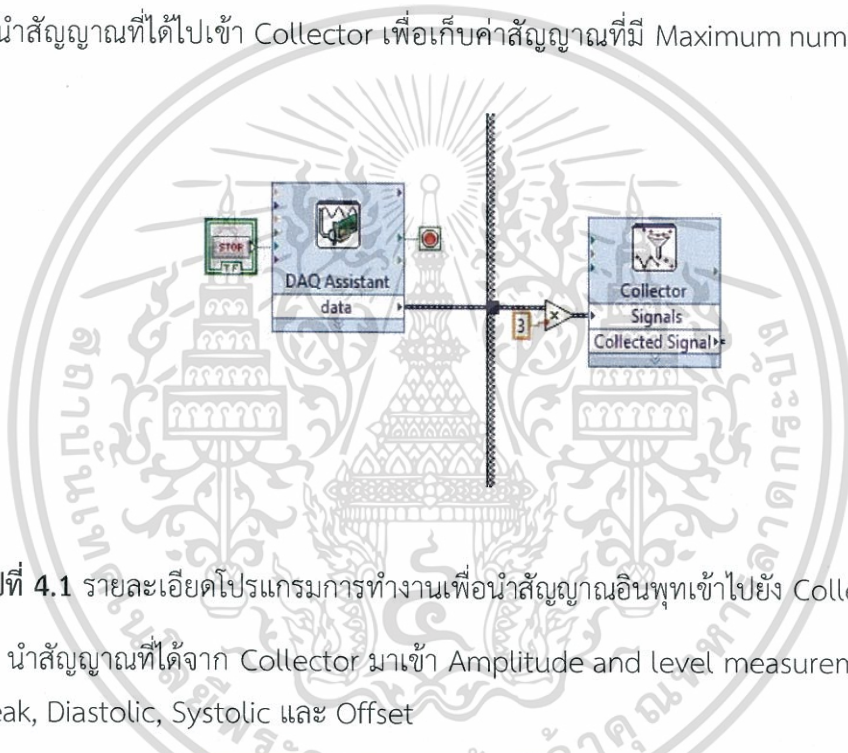 นำสัญญาณที่ได้ไปเข้า Collector เพื่อเก็บค่าสัญญาณที่มี Maximum num
STOP
TF
DAQ Assistant
data
3
x
Collector
Signals
Collected Signal
รูปที่ 4.1 รายละเอียดโปรแกรมการทำงานเพื่อนำสัญญาณอินพุทเข้าไปยัง Colle
นำสัญญาณที่ได้จาก Collector มาเข้า Amplitude and level measuremen
eak, Diastolic, Systolic และ Offset